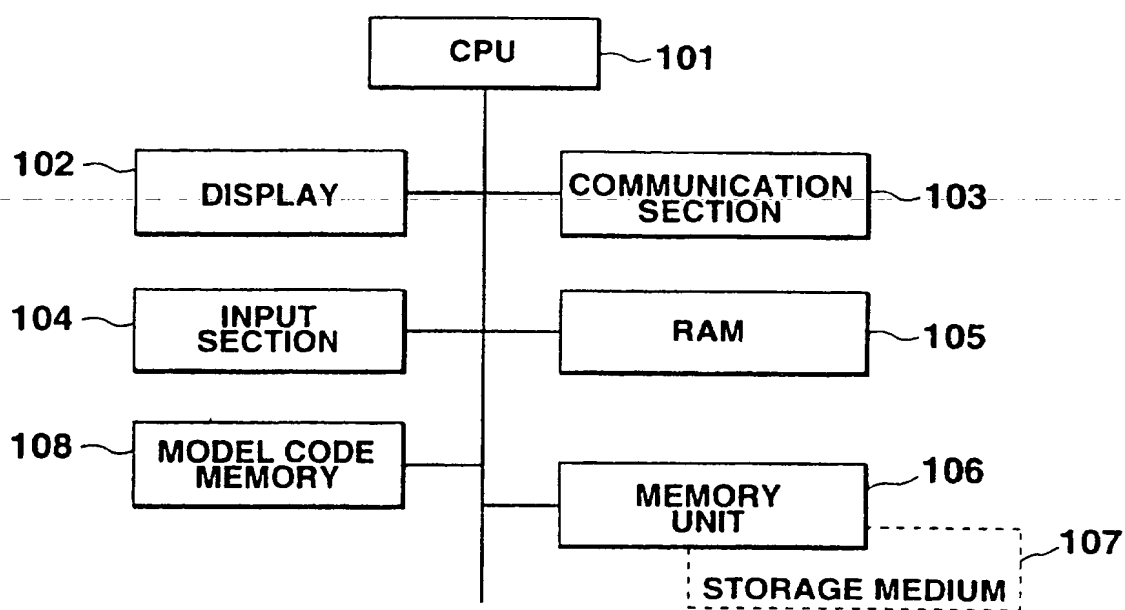 CPU
101
102
DISPLAY
COMMUNICATION
SECTION
103
104
INPUT
SECTION
RAM
105
108
MODEL CODE
MEMORY
MEMORY
UNIT
106
107
STORAGE MEDIUM